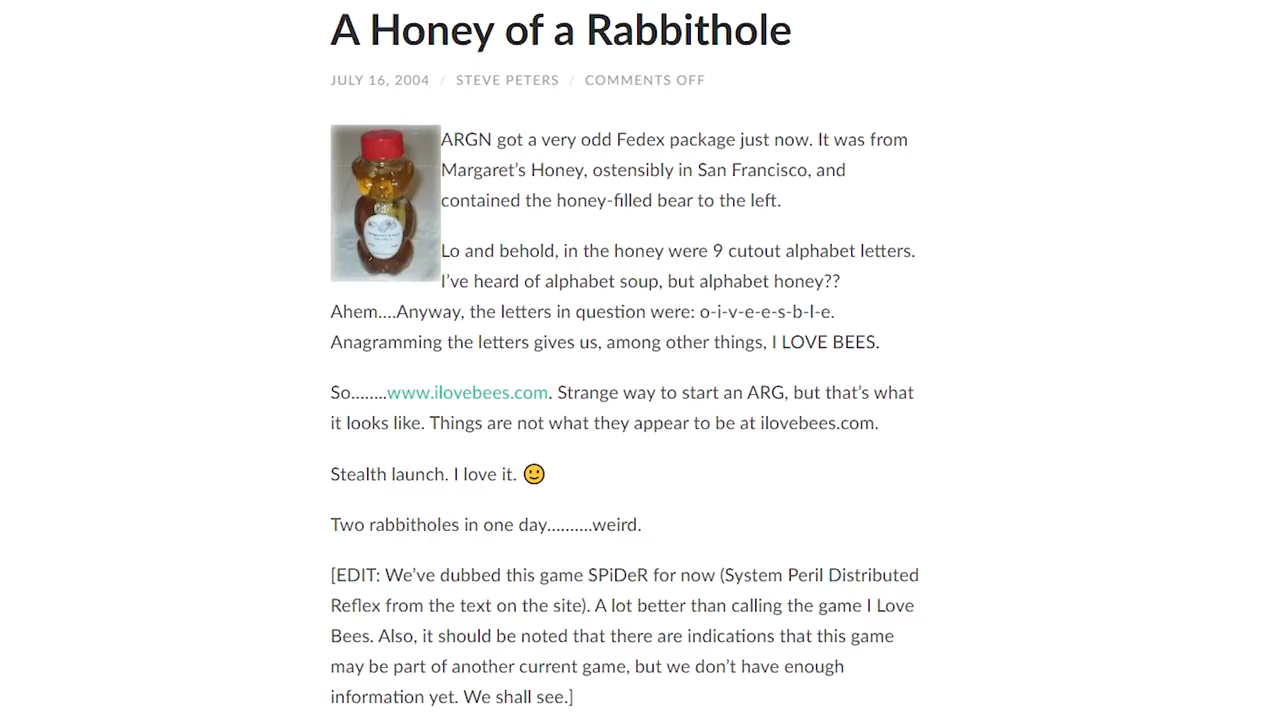 A Honey of a Rabbithole
JULY 16, 2004 / STEVE PETERS / COMMENTS OFF
ARGN got a very odd Fedex package just now. It was from
Margaret’s Honey, ostensibly in San Francisco, and
contained the honey-filled bear to the left.
Lo and behold, in the honey were 9 cutout alphabet letters.
I’ve heard of alphabet soup, but alphabet honey??
Ahem....Anyway, the letters in question were: o-i-v-e-e-s-b-l-e.
Anagramming the letters gives us, among other things, I LOVE BEES.
So........www.ilovebees.com. Strange way to start an ARG, but that’s what
it looks like. Things are not what they appear to be at ilovebees.com.
Stealth launch. I love it. 🙂
Two rabbitholes in one day..........weird.
[EDIT: We’ve dubbed this game SPiDeR for now (System Peril Distributed
Reflex from the text on the site). A lot better than calling the game I Love
Bees. Also, it should be noted that there are indications that this game
may be part of another current game, but we don’t have enough
information yet. We shall see.]